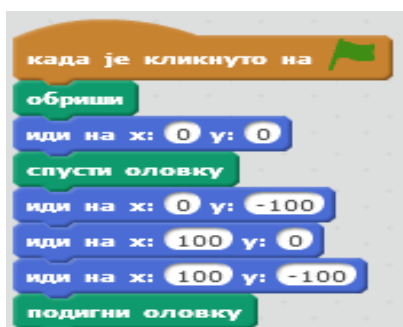 када је кликнуто на
обриши
иди на x: 0 y: 0
спусти оловку
иди на x: 0 y: -100
иди на x: 100 y: 0
иди на x: 100 y: -100
подигни оловку